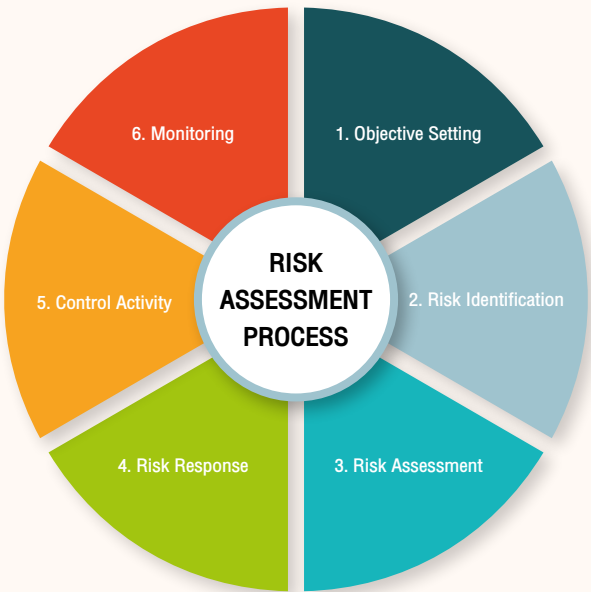 RISK
ASSESSMENT
PROCESS
1. Objective Setting
2. Risk Identification
3. Risk Assessment
4. Risk Response
5. Control Activity
6. Monitoring